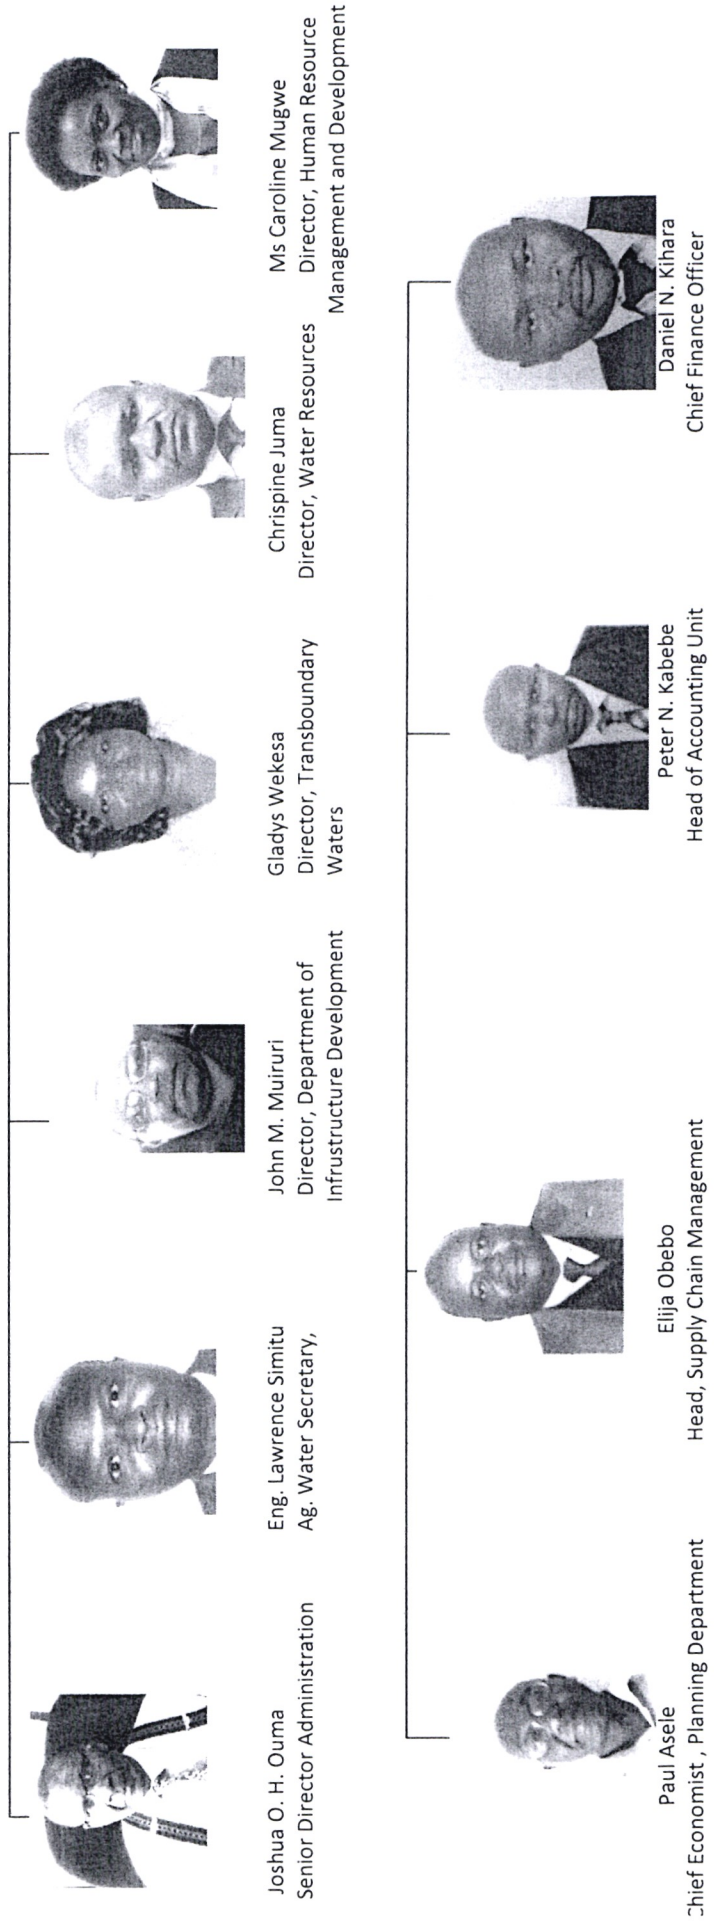 Joshua O. H. Ouma
Senior Director Administration
Eng. Lawrence Simitu
Ag. Water Secretary,
John M. Muiruri
Director, Department of
Infrustructure Development
Gladys Wekesa
Director, Transboundary
Waters
Chrispine Juma
Director, Water Resources
Ms Caroline Mugwe
Director, Human Resource
Management and Development
Paul Asele
Chief Economist , Planning Department
Elija Obebo
Head, Supply Chain Management
Peter N. Kabebe
Head of Accounting Unit
Daniel N. Kihara
Chief Finance Officer